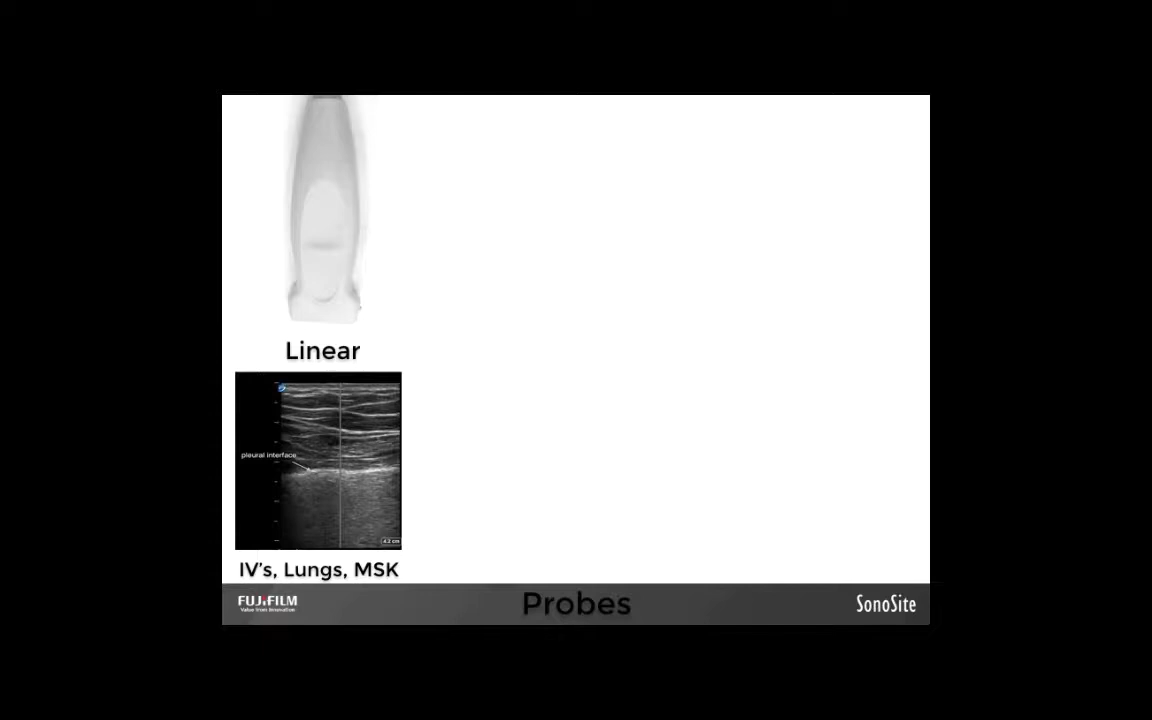 Linear
pleural interface
4.3 cm
IV's, Lungs, MSK
FUJIFILM
Value from Innovation
Probes
SonoSite